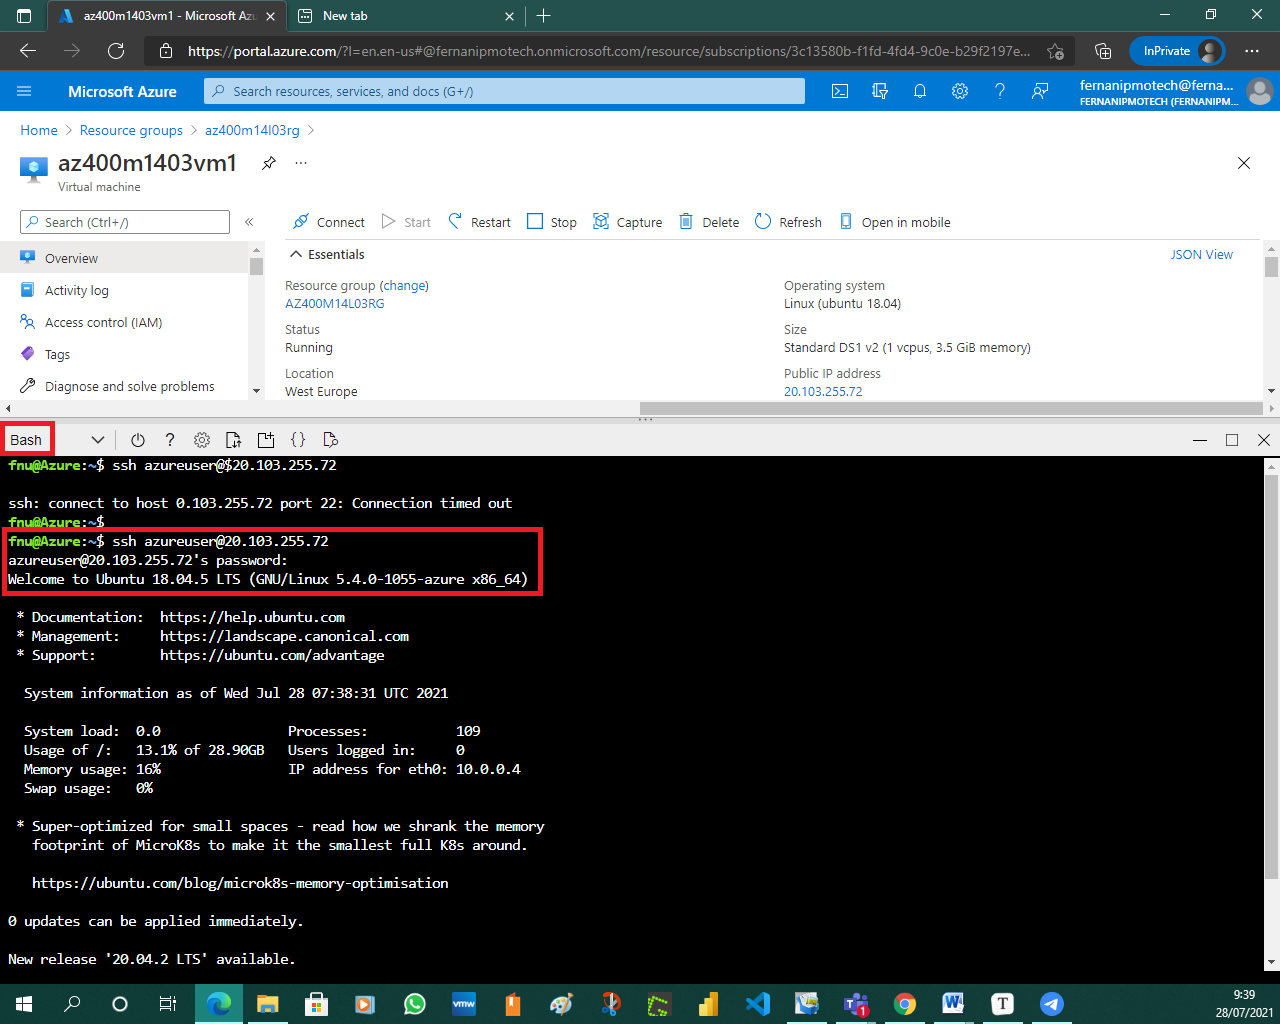 az400m1403vm1 - Microsoft Az
New tab
https://portal.azure.com/?l=en.en-us#@fernanipmotech.onmicrosoft.com/resource/subscriptions/3c13580b-f1fd-4fd4-9c0e-b29f2197e...
InPrivate
Microsoft Azure
Search resources, services, and docs (G+/)
fernanipmotech@ferna...
FERNANIPMOTECH (FERNANIPM...
Home > Resource groups > az400m14l03rg >
az400m1403vm1
Virtual machine
Search (Ctrl+/)
Connect Start Restart Stop Capture Delete Refresh Open in mobile
Overview
Activity log
Access control (IAM)
Tags
Diagnose and solve problems
Essentials
JSON View
Resource group (change)
AZ400M14L03RG
Status
Running
Location
West Europe
Operating system
Linux (ubuntu 18.04)
Size
Standard DS1 v2 (1 vcpus, 3.5 GiB memory)
Public IP address
20.103.255.72
Bash
fnu@Azure:~$ ssh azureuser@$20.103.255.72
ssh: connect to host 0.103.255.72 port 22: Connection timed out
fnu@Azure:~$
fnu@Azure:~$ ssh azureuser@20.103.255.72
azureuser@20.103.255.72's password:
Welcome to Ubuntu 18.04.5 LTS (GNU/Linux 5.4.0-1055-azure x86_64)
* Documentation: https://help.ubuntu.com
* Management: https://landscape.canonical.com
* Support: https://ubuntu.com/advantage
System information as of Wed Jul 28 07:38:31 UTC 2021
System load: 0.0 Processes: 109
Usage of /: 13.1% of 28.90GB Users logged in: 0
Memory usage: 16% IP address for eth0: 10.0.0.4
Swap usage: 0%
* Super-optimized for small spaces - read how we shrank the memory
footprint of MicroK8s to make it the smallest full K8s around.
https://ubuntu.com/blog/microk8s-memory-optimisation
0 updates can be applied immediately.
New release '20.04.2 LTS' available.
vmw
1
W
T
9:39
28/07/2021